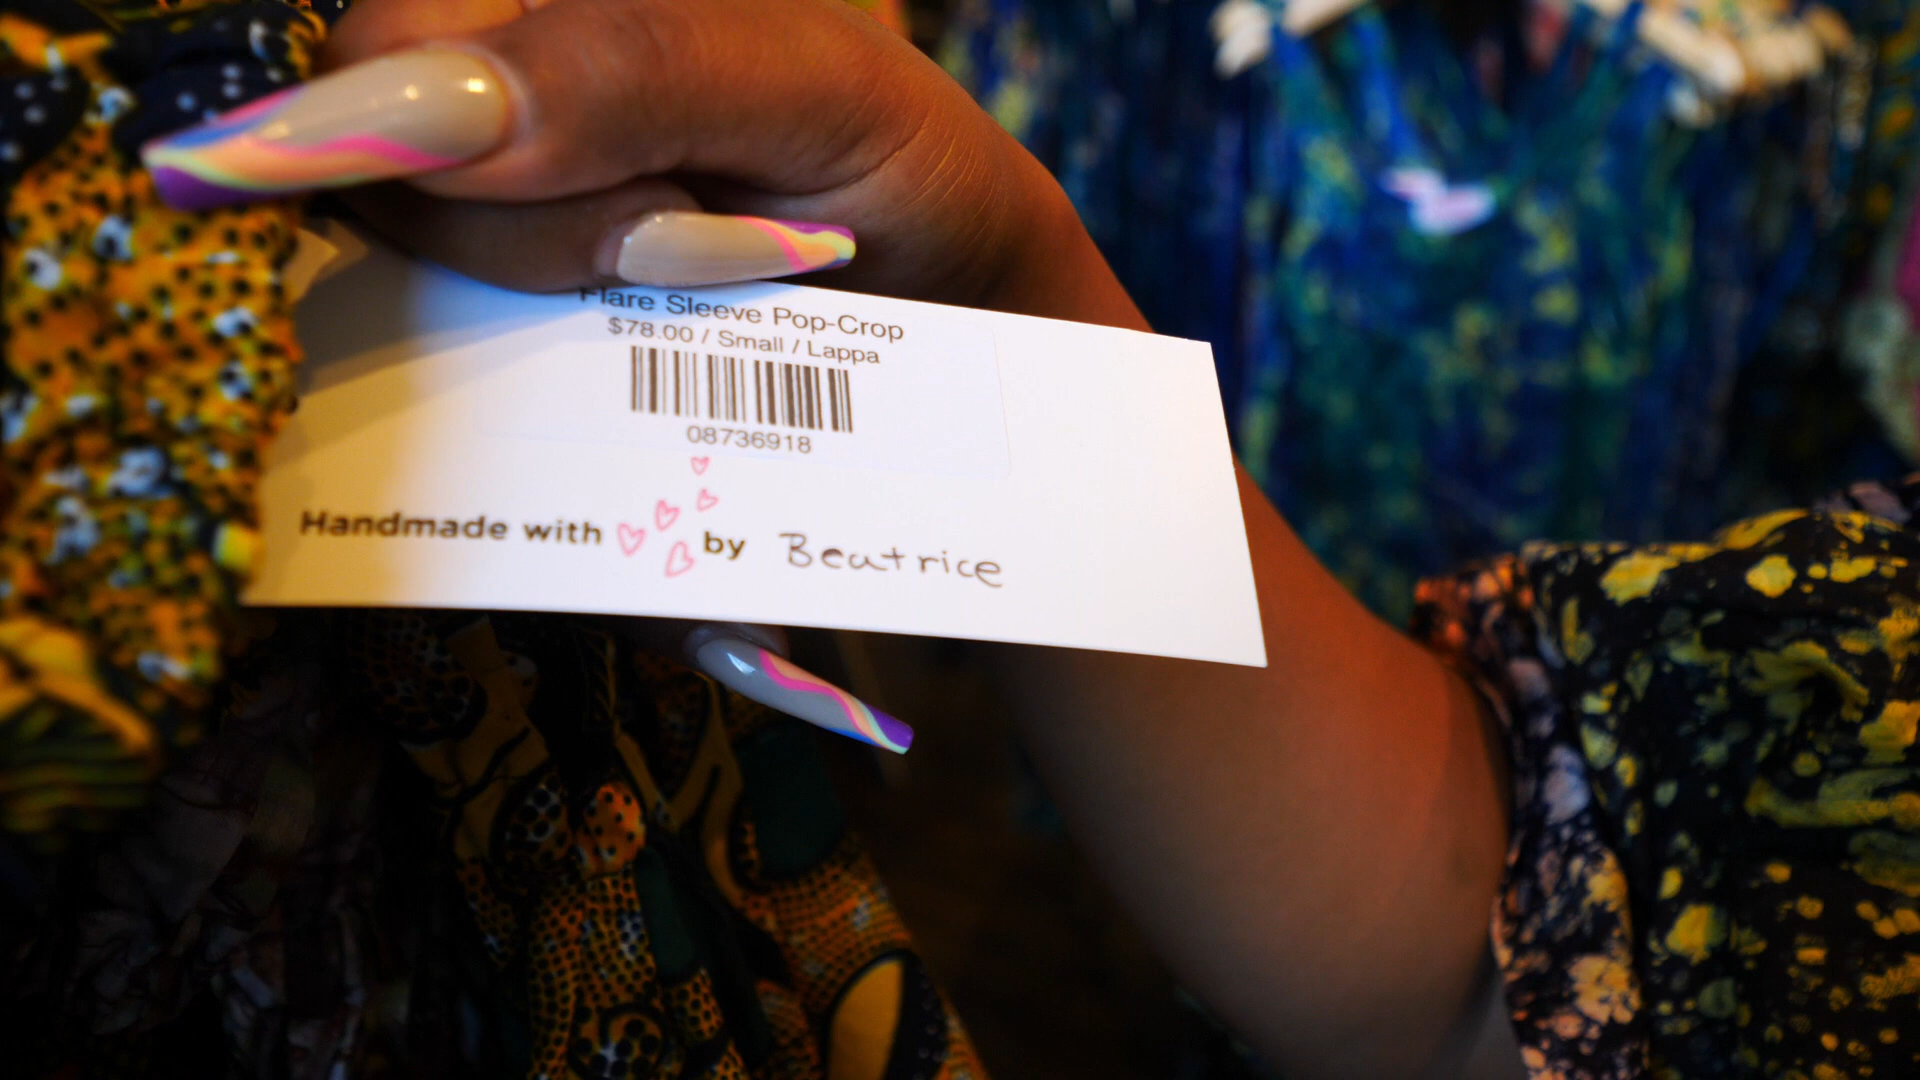 Flare Sleeve Pop-Crop
$78.00 / Small / Lappa
08736918
Handmade with by Beatrice